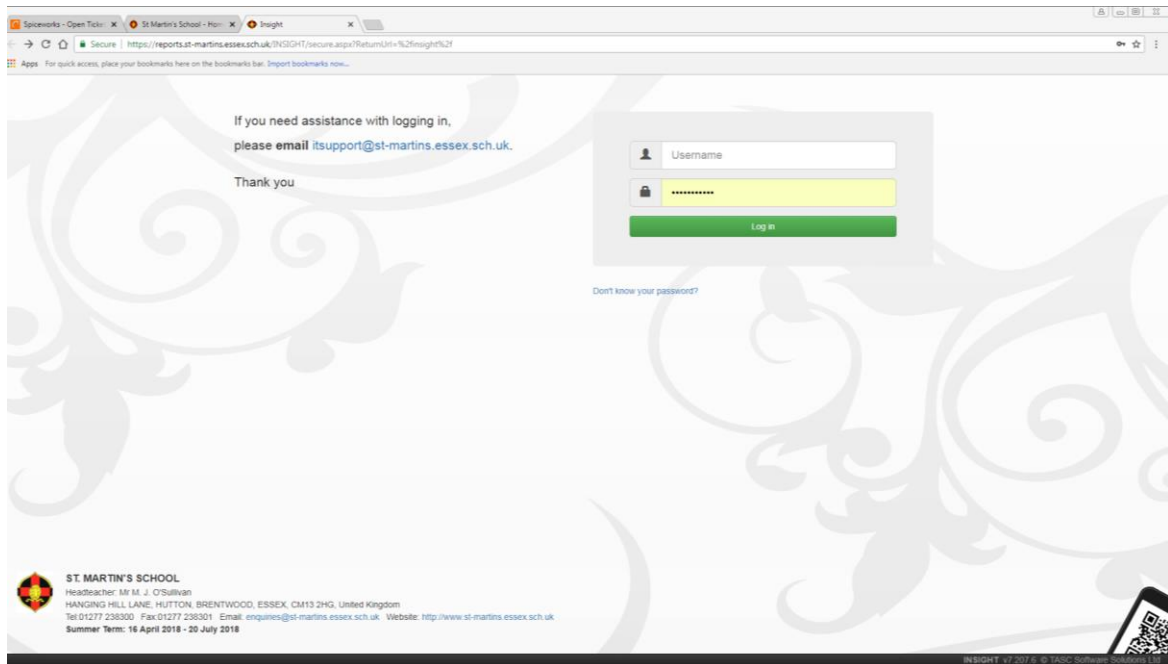 Spiceworks - Open Ticke
St Martin's School - Hom
Insight
Secure | https://reports.st-martins.essex.sch.uk/INSIGHT/secure.aspx?ReturnUrl=%2finsight%2f
Apps For quick access, place your bookmarks here on the bookmarks bar. Import bookmarks now...
If you need assistance with logging in,
please email itsupport@st-martins.essex.sch.uk.
Thank you
Username
•••••••••••
Log in
Don't know your password?
ST. MARTIN'S SCHOOL
Headteacher: Mr M. J. O'Sullivan
HANGING HILL LANE, HUTTON, BRENTWOOD, ESSEX, CM13 2HG, United Kingdom
Tel:01277 238300 Fax:01277 238301 Email: enquiries@st-martins.essex.sch.uk Website: http://www.st-martins.essex.sch.uk
Summer Term: 16 April 2018 - 20 July 2018
INSIGHT v7.207.6 © TASC Software Solutions Ltd